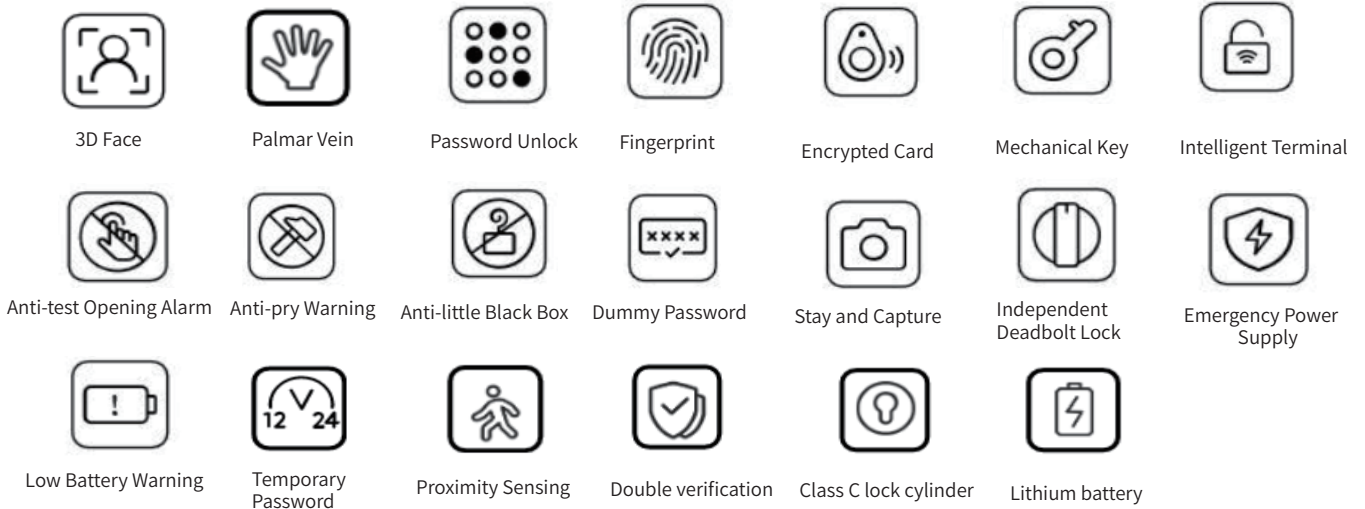 3D Face
Palmar Vein
Password Unlock
Fingerprint
Encrypted Card
Mechanical Key
Intelligent Terminal
××××
Anti-test Opening Alarm
Anti-pry Warning
Anti-little Black Box
Dummy Password
Stay and Capture
Independent
Deadbolt Lock
Emergency Power
Supply
!
12 24
Low Battery Warning
Temporary
Password
Proximity Sensing
Double verification
Class C lock cylinder
Lithium battery